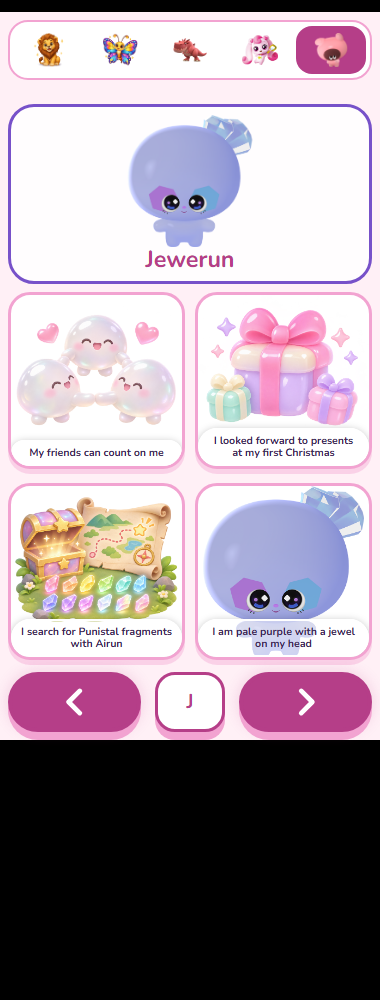 Jewerun
My friends can count on me
I looked forward to presents
at my first Christmas
I search for Punistal fragments
with Airun
I am pale purple with a jewel
on my head
J